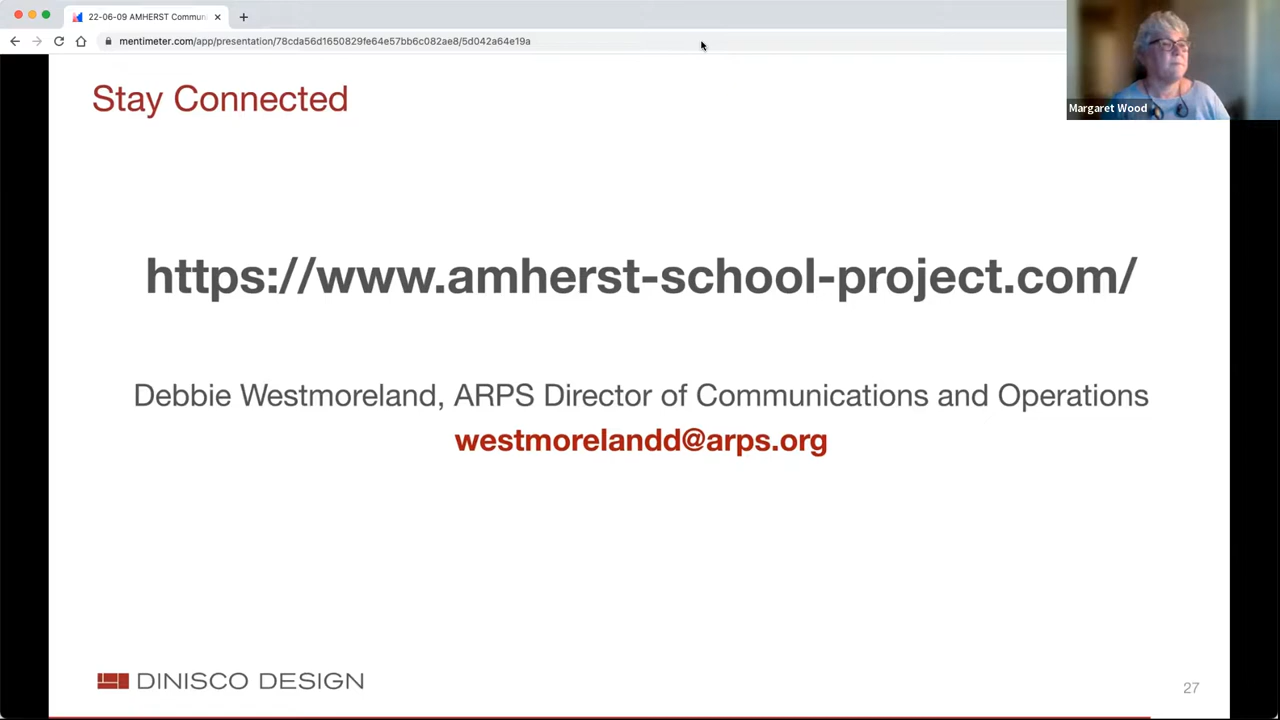 22-06-09 AMHERST Commun
mentimeter.com/app/presentation/78cda56d1650829fe64e57bb6c082ae8/5d042a64e19a
Margaret Wood
Stay Connected
https://www.amherst-school-project.com/
Debbie Westmoreland, ARPS Director of Communications and Operations
westmorelandd@arps.org
DINISCO DESIGN
27